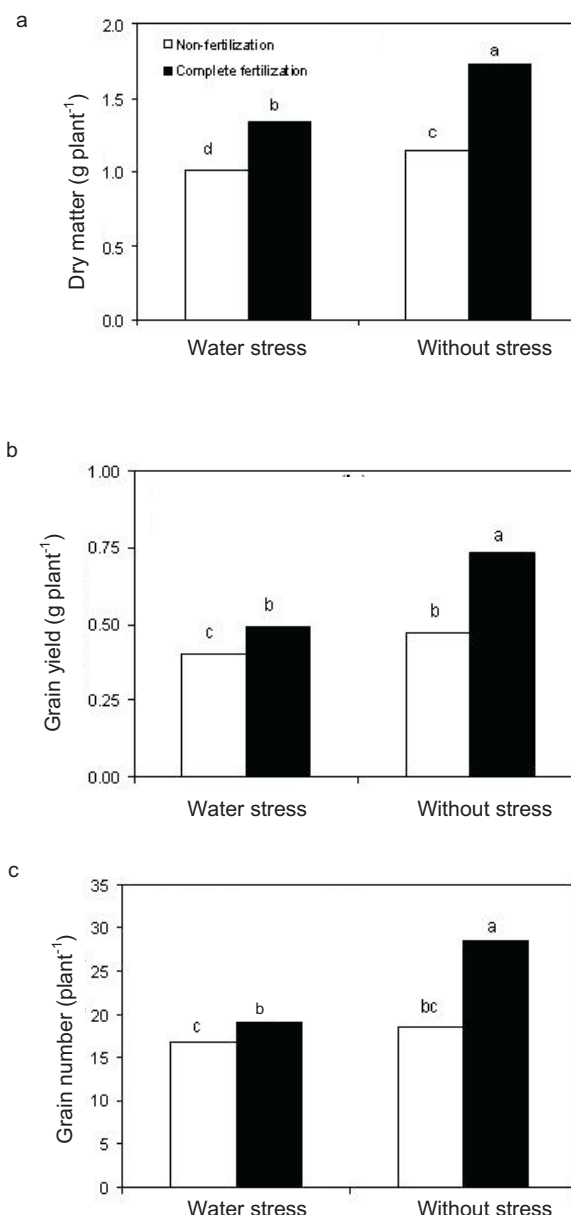 a
Dry matter (g plant⁻¹)
2.0
1.5
1.0
0.5
0.0
Non-fertilization
Complete fertilization
d
b
c
a
Water stress
Without stress
b
Grain yield (g plant⁻¹)
1.00
0.75
0.50
0.25
0.00
c
b
b
a
Water stress
Without stress
c
Grain number (plant⁻¹)
35
30
25
20
15
10
5
0
c
b
bc
a
Water stress
Without stress